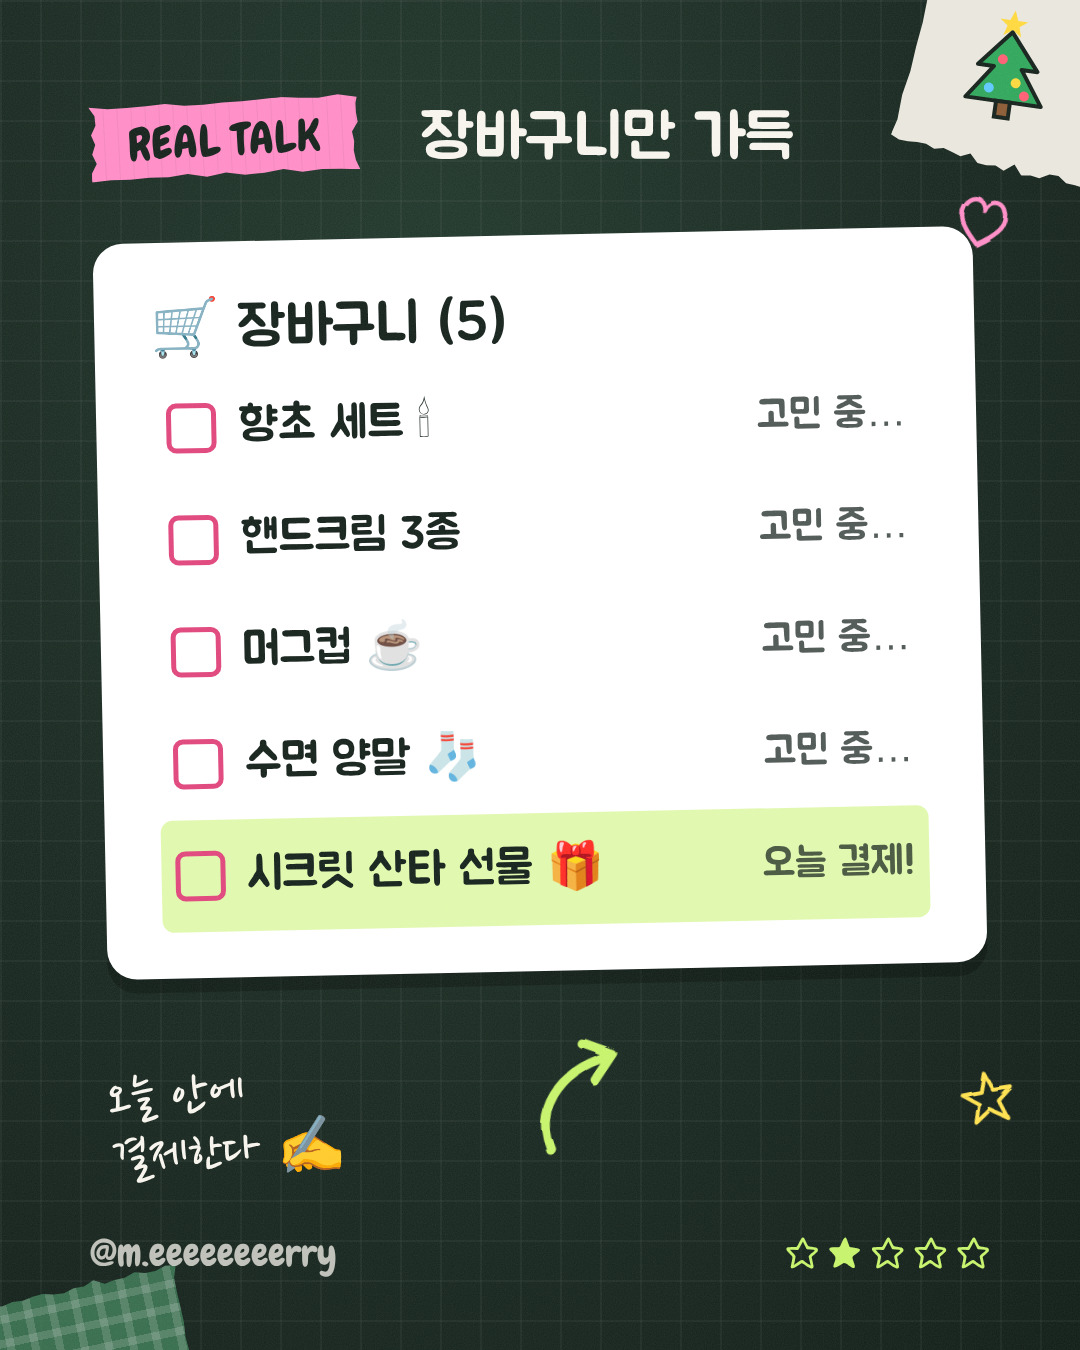 REAL TALK
장바구니만 가득
🛒 장바구니 (5)
향초 세트 🕯 고민 중...
핸드크림 3종 고민 중...
머그컵 ☕ 고민 중...
수면 양말 🧦 고민 중...
시크릿 산타 선물 🎁 오늘 결제!
오늘 안에
결제한다 ✍
@m.eeeeeeeerry